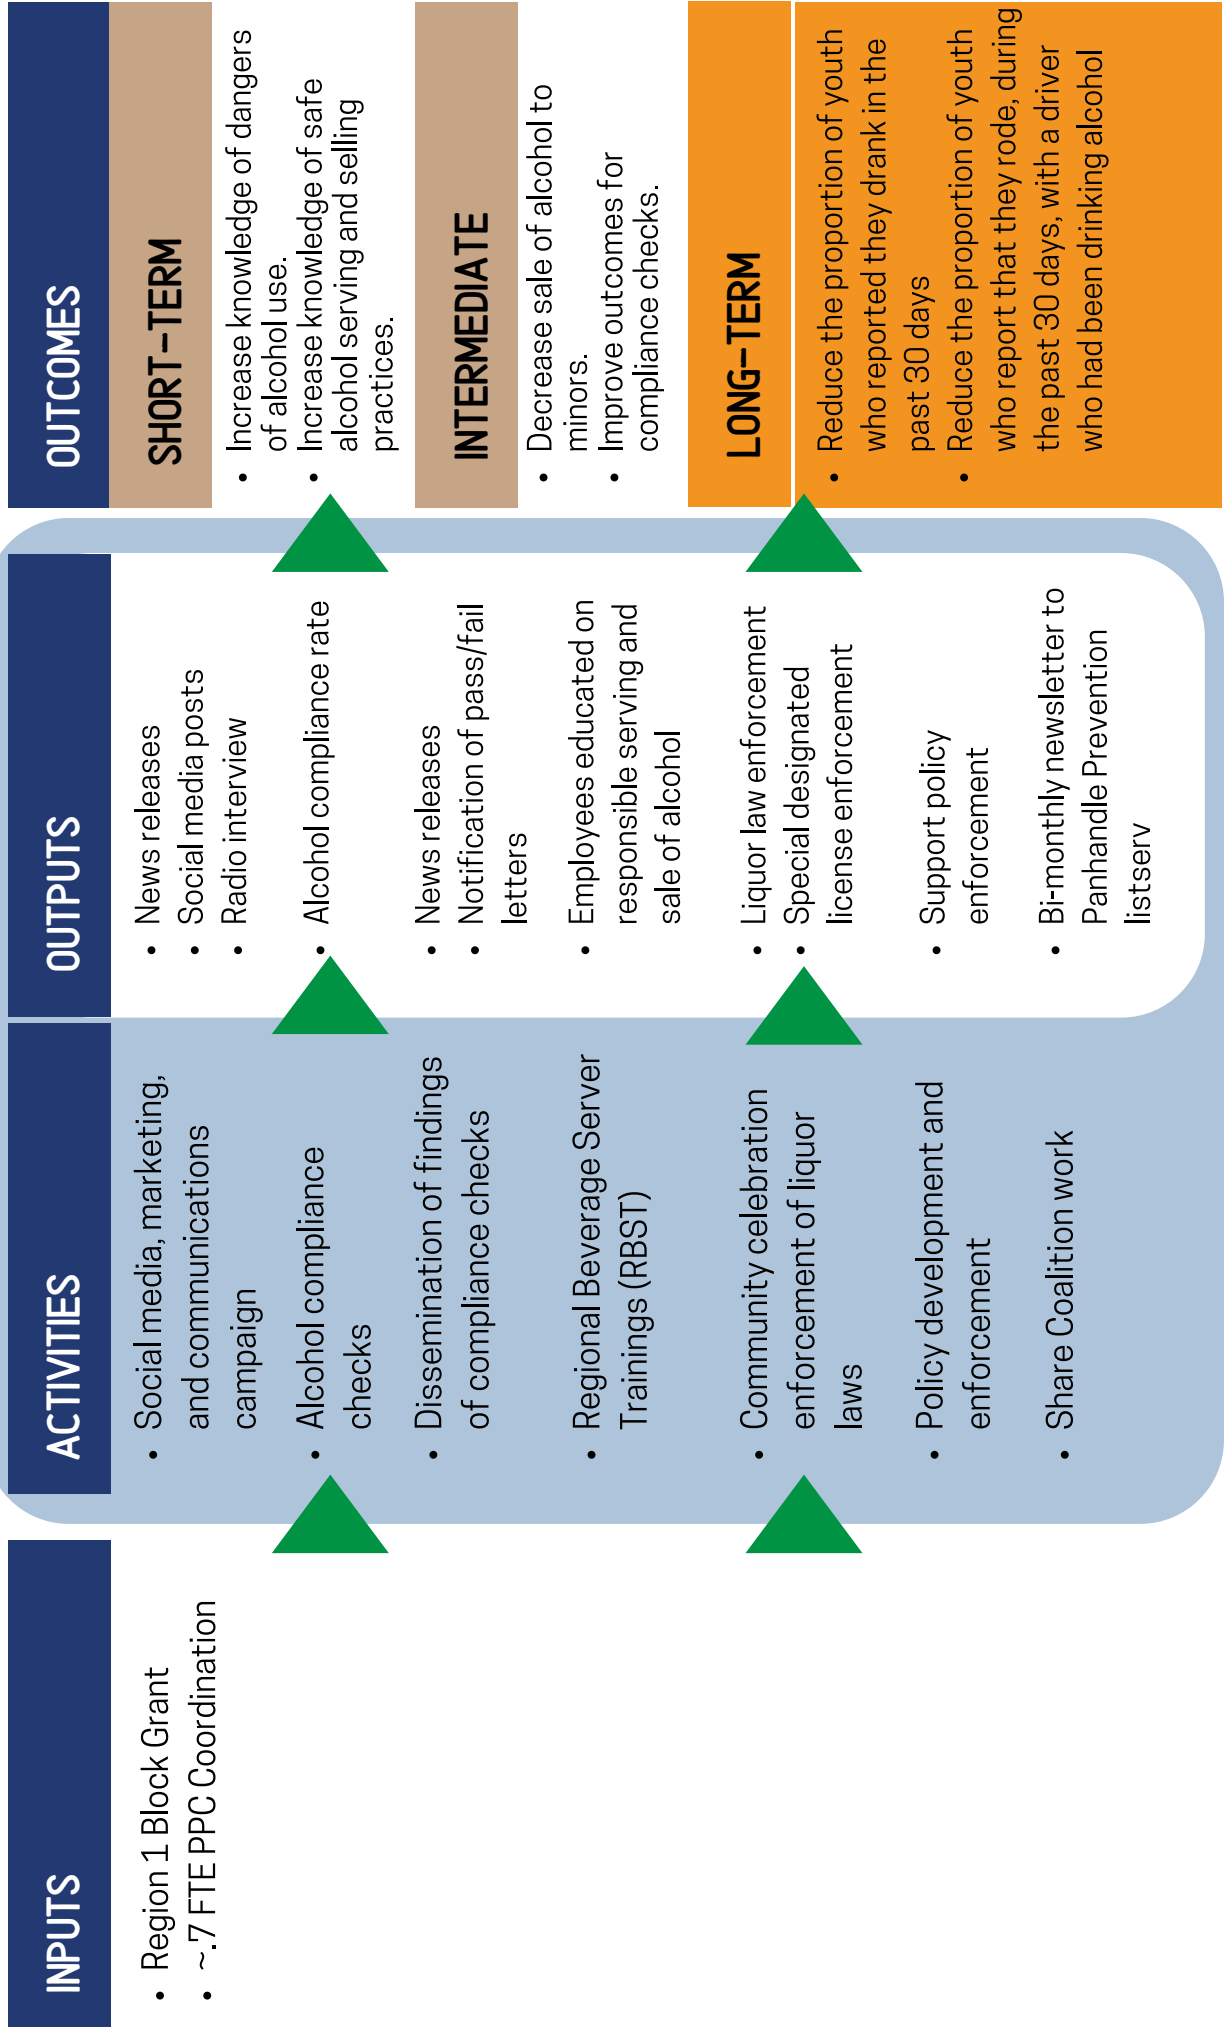 INPUTS
• Region 1 Block Grant
• ~.7 FTE PPC Coordination
ACTIVITIES
• Social media, marketing,
and communications
campaign
• Alcohol compliance
checks
• Dissemination of findings
of compliance checks
• Regional Beverage Server
Trainings (RBST)
• Community celebration
enforcement of liquor
laws
• Policy development and
enforcement
• Share Coalition work
OUTPUTS
• News releases
• Social media posts
• Radio interview
• Alcohol compliance rate
• News releases
• Notification of pass/fail
letters
• Employees educated on
responsible serving and
sale of alcohol
• Liquor law enforcement
• Special designated
license enforcement
• Support policy
enforcement
• Bi-monthly newsletter to
Panhandle Prevention
listserv
OUTCOMES
SHORT-TERM
• Increase knowledge of dangers
of alcohol use.
• Increase knowledge of safe
alcohol serving and selling
practices.
INTERMEDIATE
• Decrease sale of alcohol to
minors.
• Improve outcomes for
compliance checks.
LONG-TERM
• Reduce the proportion of youth
who reported they drank in the
past 30 days
• Reduce the proportion of youth
who report that they rode, during
the past 30 days, with a driver
who had been drinking alcohol